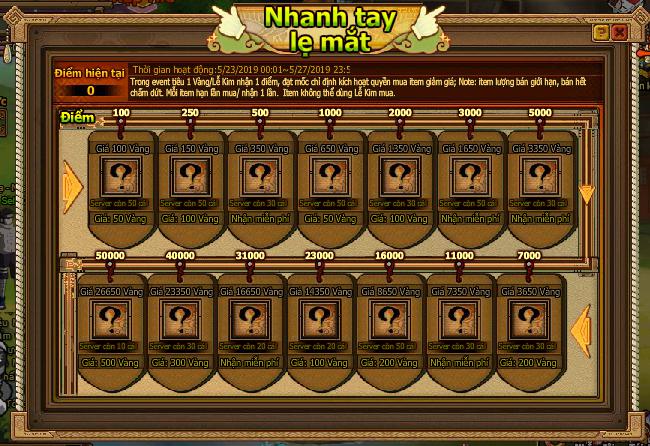 Nhanh tay
lẹ mắt
Điểm hiện tại
0
Thời gian hoạt động:5/23/2019 00:01~5/27/2019 23:5
Trong event tiêu 1 Vàng/Lễ Kim nhận 1 điểm, đạt mốc chỉ định kích hoạt quyền mua item giảm giá; Note: item lượng bán giới hạn, bán hết
chấm dứt. Mỗi item hạn lần mua/ nhận 1 lần. Item không thể dùng Lễ Kim mua.
Điểm 100 250 500 1000 2000 3000 5000
Giá 100 Vàng Giá 150 Vàng Giá 350 Vàng Giá 650 Vàng Giá 1350 Vàng Giá 1650 Vàng Giá 3350 Vàng
Server còn 50 cái Server còn 50 cái Server còn 30 cái Server còn 50 cái Server còn 50 cái Server còn 30 cái Server còn 30 cái
Giá: 50 Vàng Giá: 100 Vàng Nhận miễn phí Giá: 50 Vàng Giá: 100 Vàng Nhận miễn phí Nhận miễn phí
50000 40000 31000 23000 16000 11000 7000
Giá 26650 Vàng Giá 23350 Vàng Giá 16650 Vàng Giá 14350 Vàng Giá 8650 Vàng Giá 7350 Vàng Giá 3650 Vàng
Server còn 10 cái Server còn 30 cái Server còn 20 cái Server còn 20 cái Server còn 50 cái Server còn 30 cái Server còn 30 cái
Giá: 500 Vàng Giá: 300 Vàng Nhận miễn phí Giá: 100 Vàng Giá: 200 Vàng Nhận miễn phí Giá: 200 Vàng